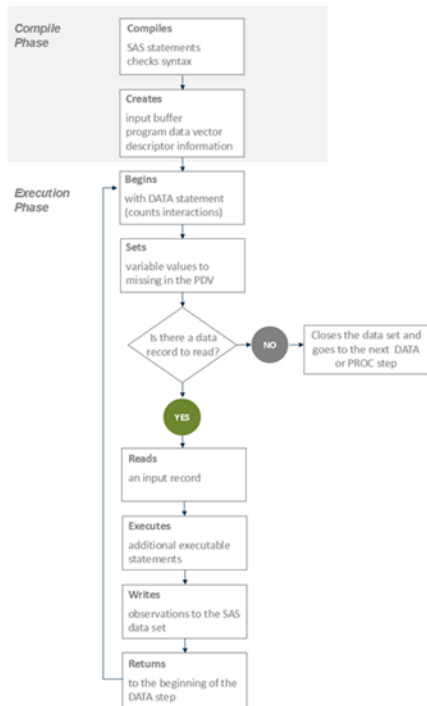 Compile
Phase
Compiles
SAS statements
checks syntax
Creates
input buffer
program data vector
descriptor information
Execution
Phase
Begins
with DATA statement
(counts interactions)
Sets
variable values to
missing in the PDV
Is there a data
record to read?
NO
Closes the data set and
goes to the next DATA
or PROC step
YES
Reads
an input record
Executes
additional executable
statements
Writes
observations to the SAS
data set
Returns
to the beginning of the
DATA step